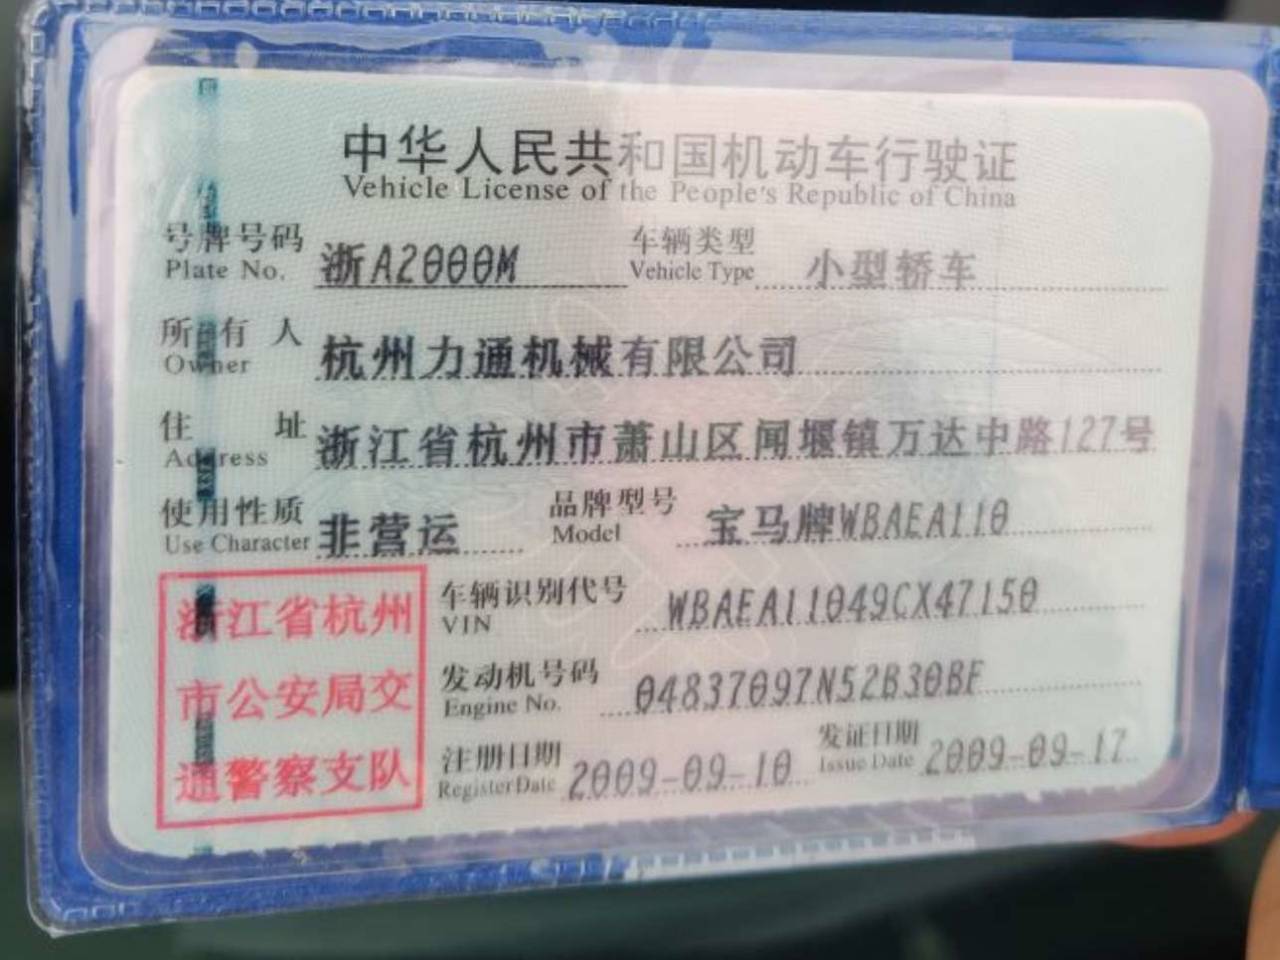 中华人民共和国机动车行驶证
Vehicle License of the People's Republic of China
号牌号码 浙A2000M 车辆类型 小型轿车
Plate No. Vehicle Type
所有人 杭州力通机械有限公司
Owner
住址 浙江省杭州市萧山区闻堰镇万达中路127号
Address
使用性质 非营运 品牌型号 宝马牌WBAEA110
Use Character Model
浙江省杭州
市公安局交
通警察支队
车辆识别代号 WBAEA11049CX47150
VIN
发动机号码 04837097N52B30BF
Engine No.
注册日期 2009-09-10 发证日期 2009-09-17
Register Date Issue Date